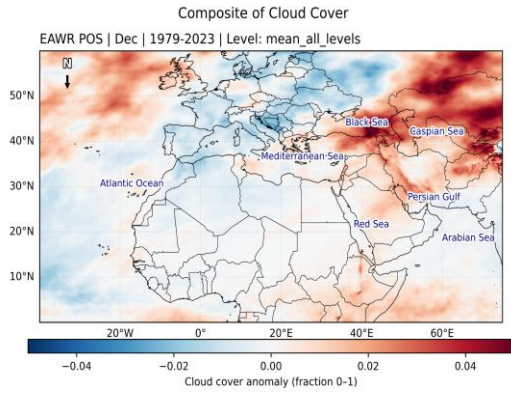 Composite of Cloud Cover
EAWR POS | Dec | 1979-2023 | Level: mean_all_levels
N
50°N
40°N
30°N
20°N
10°N
Black Sea
Caspian Sea
Mediterranean Sea
Atlantic Ocean
Persian Gulf
Red Sea
Arabian Sea
20°W 0° 20°E 40°E 60°E
−0.04 −0.02 0.00 0.02 0.04
Cloud cover anomaly (fraction 0–1)